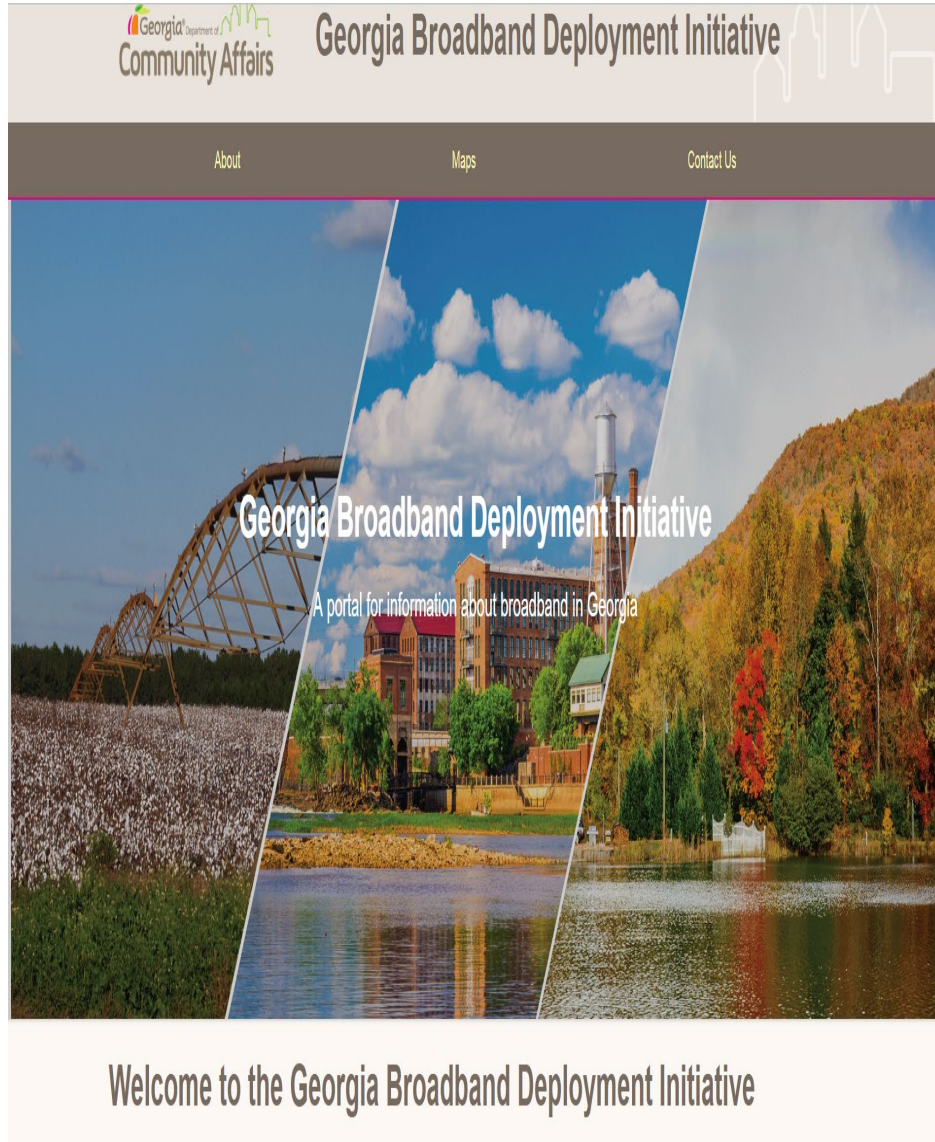 Georgia® Department of
Community Affairs
Georgia Broadband Deployment Initiative
About
Maps
Contact Us
Georgia Broadband Deployment Initiative
A portal for information about broadband in Georgia
Welcome to the Georgia Broadband Deployment Initiative